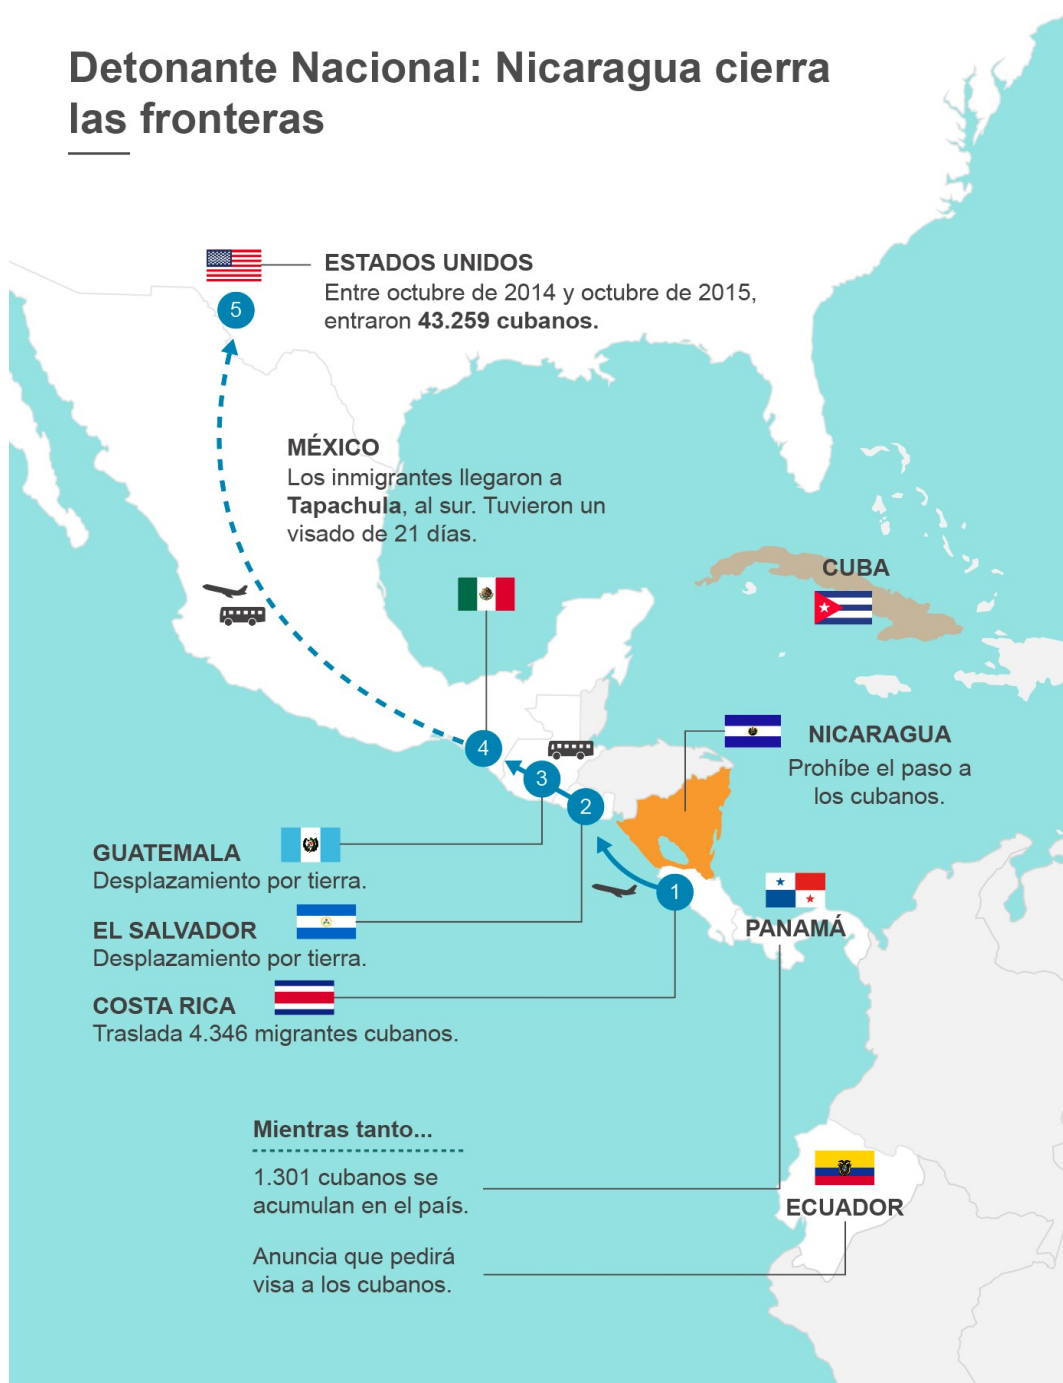 Detonante Nacional: Nicaragua cierra
las fronteras
5
ESTADOS UNIDOS
Entre octubre de 2014 y octubre de 2015,
entraron 43.259 cubanos.
MÉXICO
Los inmigrantes llegaron a
Tapachula, al sur. Tuvieron un
visado de 21 días.
CUBA
4
3
2
1
NICARAGUA
Prohíbe el paso a
los cubanos.
GUATEMALA
Desplazamiento por tierra.
EL SALVADOR
Desplazamiento por tierra.
COSTA RICA
Traslada 4.346 migrantes cubanos.
PANAMÁ
Mientras tanto...
1.301 cubanos se
acumulan en el país.
ECUADOR
Anuncia que pedirá
visa a los cubanos.